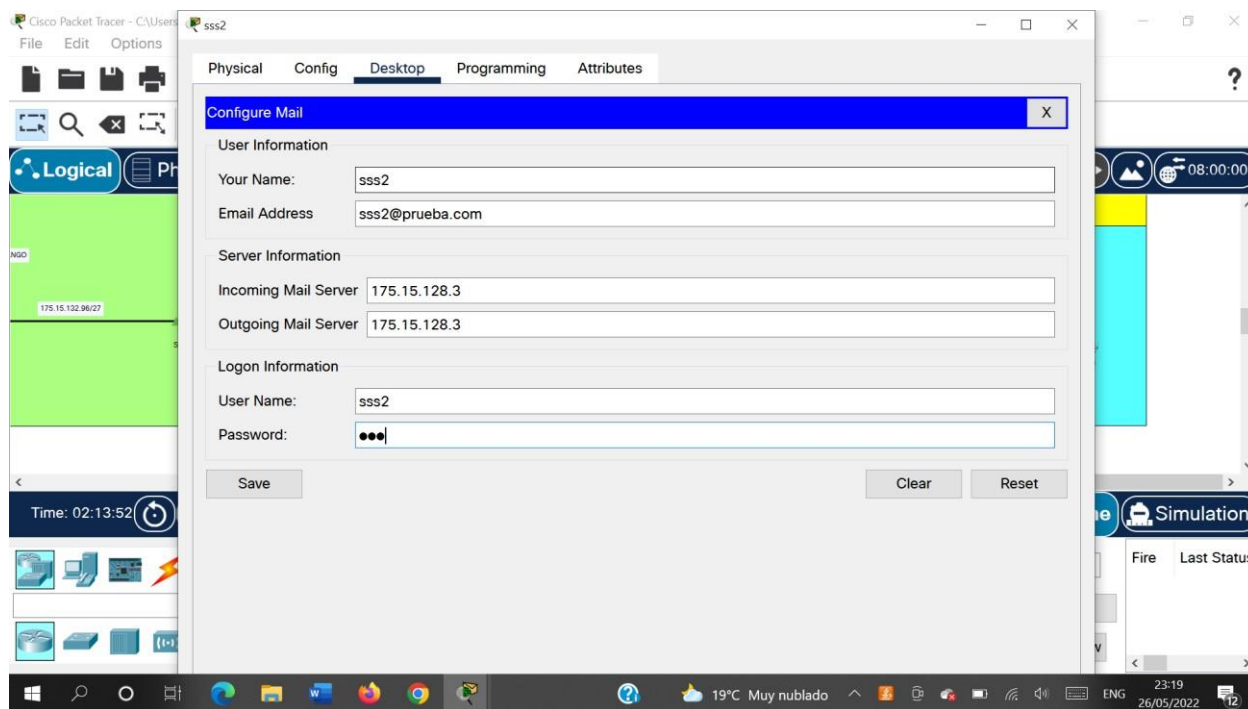 Cisco Packet Tracer - C:\Users
sss2
File Edit Options
Physical Config Desktop Programming Attributes
?
Configure Mail X
User Information
Your Name: sss2
Email Address sss2@prueba.com
Server Information
Incoming Mail Server 175.15.128.3
Outgoing Mail Server 175.15.128.3
Logon Information
User Name: sss2
Password: ●●●
Save Clear Reset
Logical Ph
08:00:00
NGO
175.15.132.96/27
Time: 02:13:52
Simulation
Fire Last Status
19°C Muy nublado ENG 23:19
26/05/2022
12